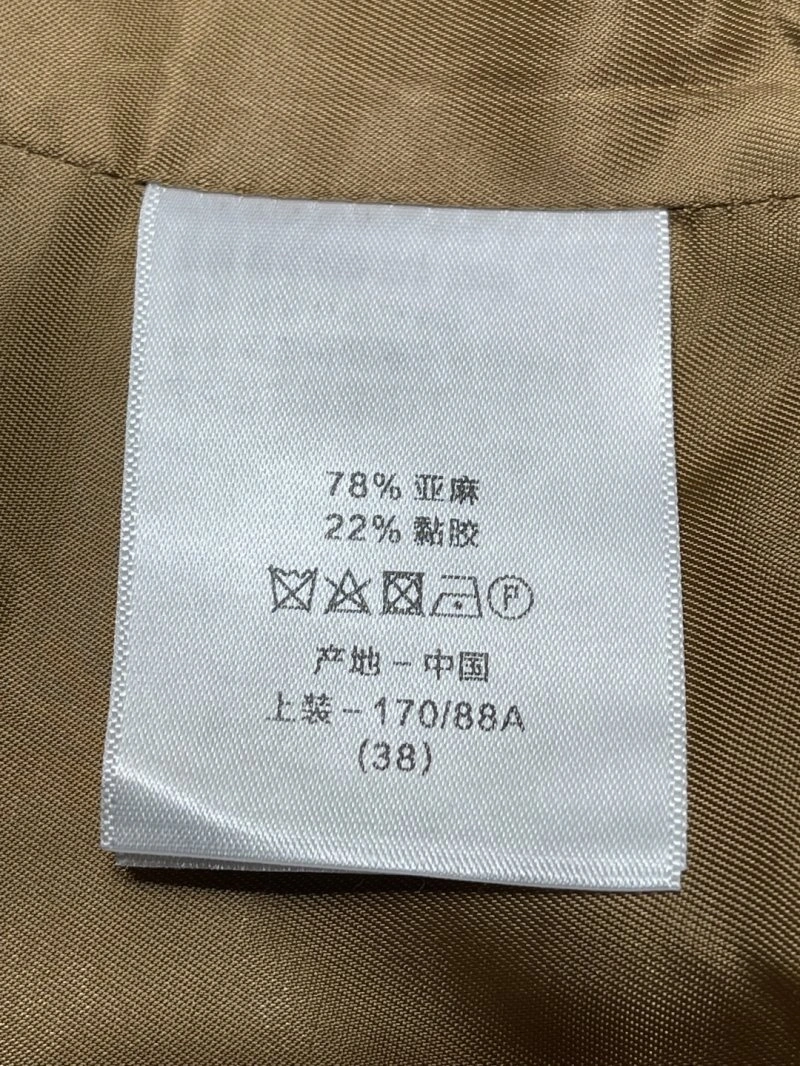 78% 亚麻
22% 黏胶
F
产地 – 中国
上装 – 170/88A
(38)